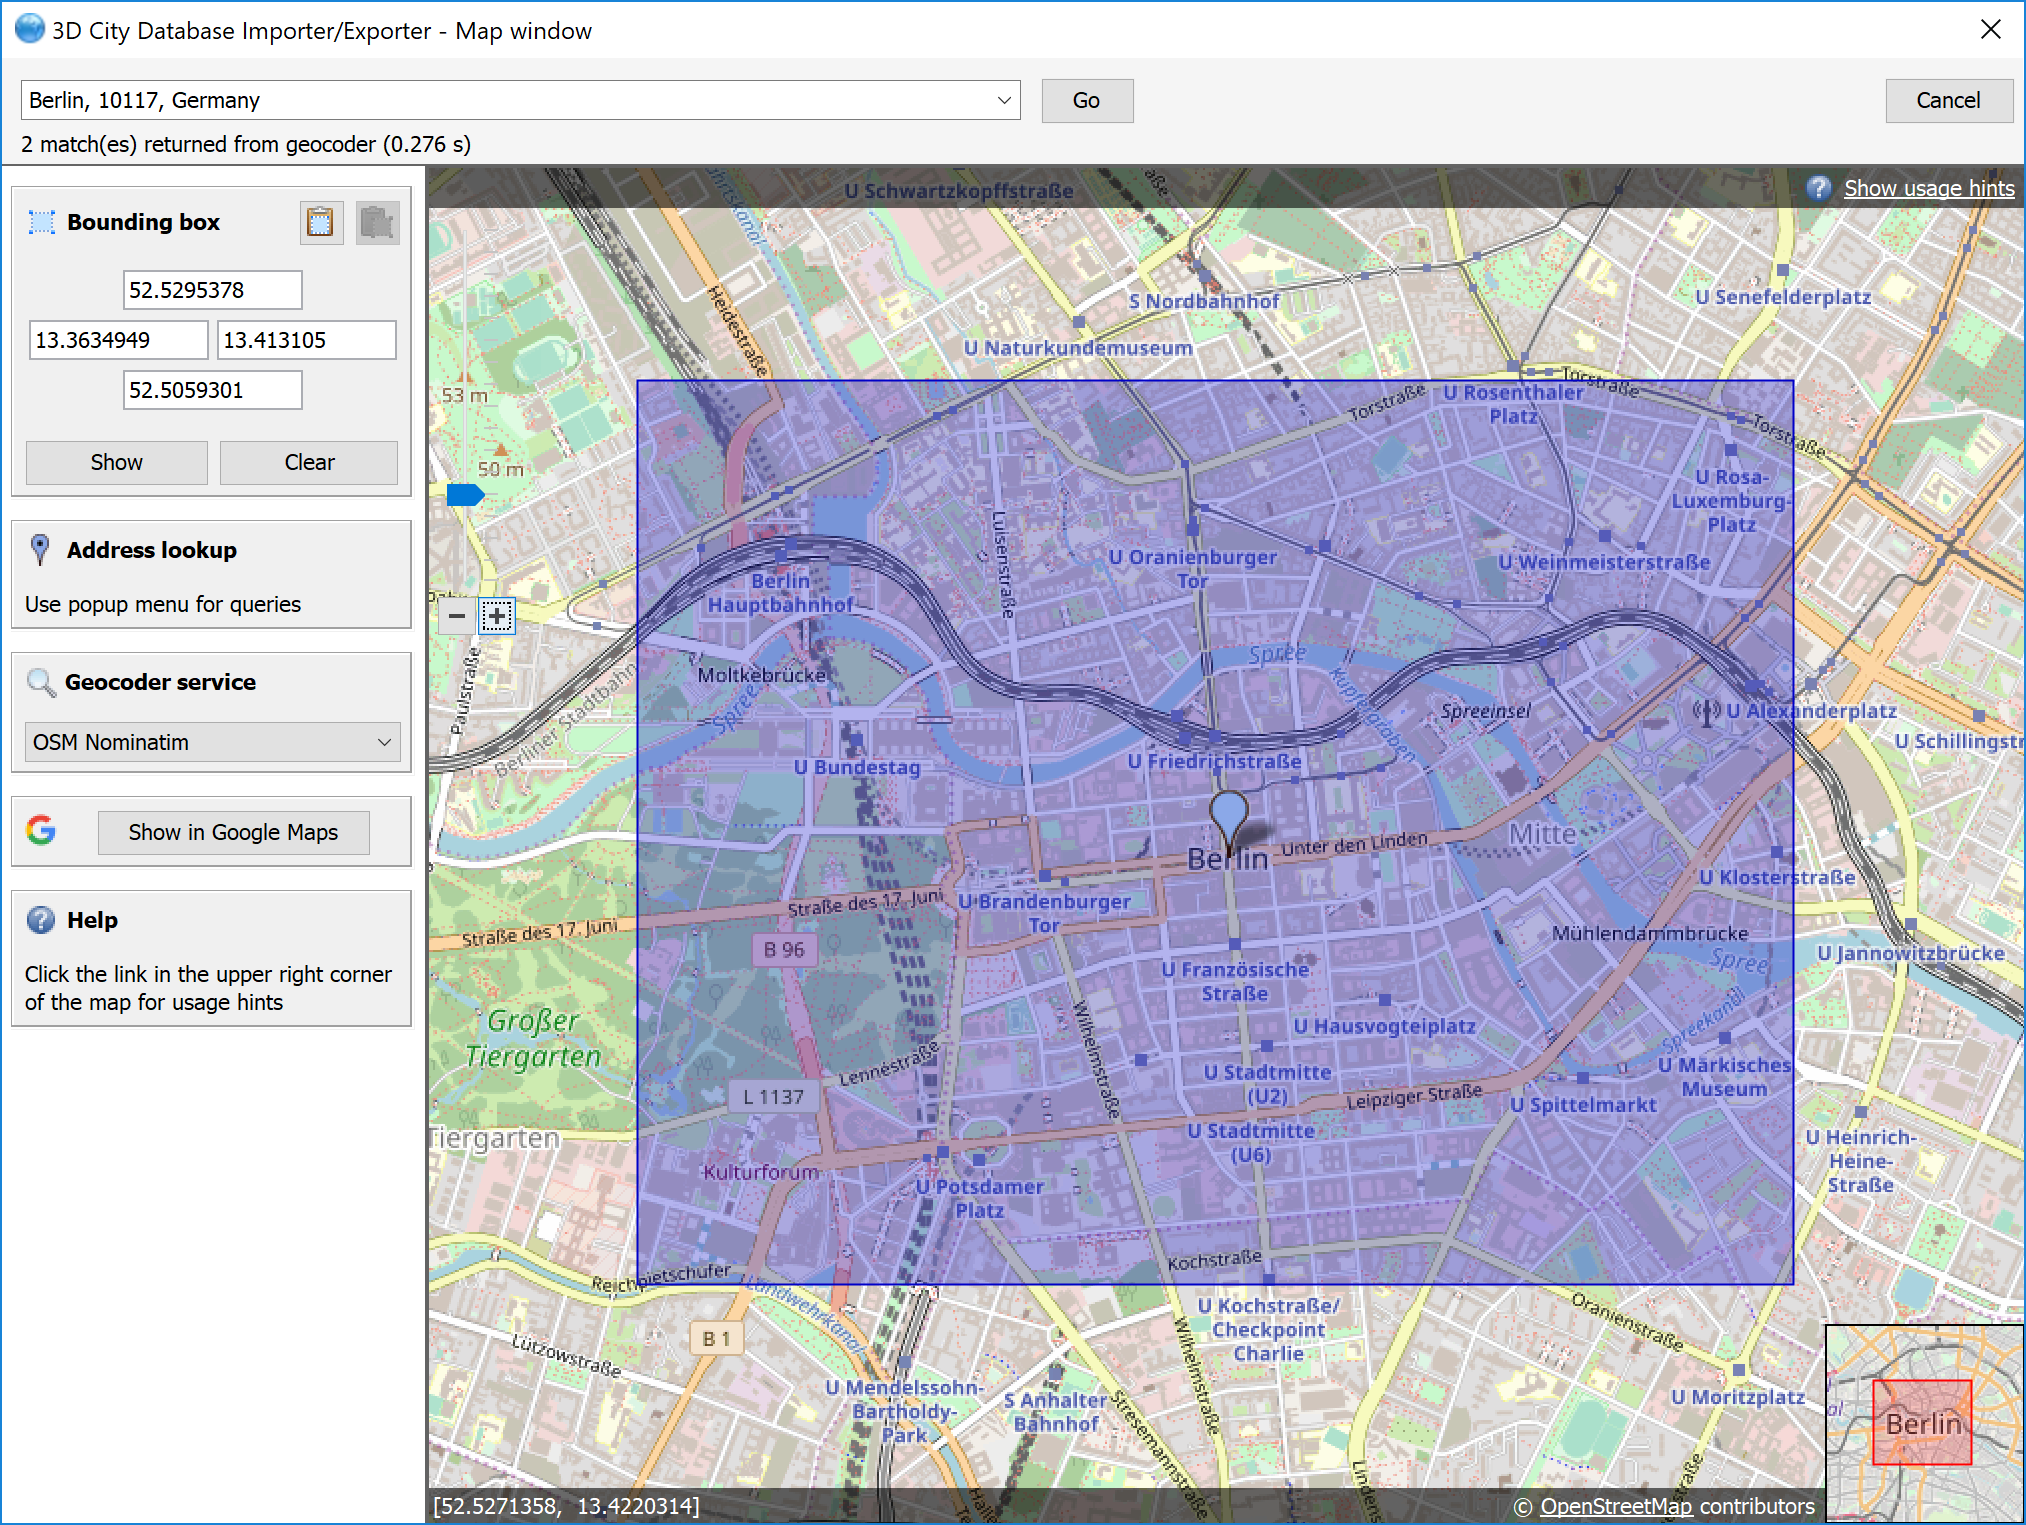 3D City Database Importer/Exporter - Map window
Berlin, 10117, Germany
Go
Cancel
2 match(es) returned from geocoder (0.276 s)
Bounding box
52.5295378
13.3634949
13.413105
52.5059301
Show
Clear
Address lookup
Use popup menu for queries
Geocoder service
OSM Nominatim
Show in Google Maps
Help
Click the link in the upper right corner
of the map for usage hints
Show usage hints
U Schwartzkopffstraße
Heidestraße
S Nordbahnhof
U Senefelderplatz
U Naturkundemuseum
53 m
50 m
Torstraße
U Rosenthaler
Platz
Torstraße
Torstraße
U Rosa-
Luxemburg-
Platz
Luisenstraße
U Oranienburger
Tor
U Weinmeisterstraße
Berlin
Hauptbahnhof
Paulstraße
Berliner Stadtbahn
Moltkebrücke
Spree
Spree
Kupfergraben
Spreeinsel
U Alexanderplatz
U Schillingstr
U Bundestag
U Friedrichstraße
Berlin
Unter den Linden
Mitte
U Klosterstraße
Straße des 17. Juni
Straße des 17. Juni
U Brandenburger
Tor
B 96
Mühlendammbrücke
Spree
U Jannowitzbrücke
U Französische
Straße
Großer
Tiergarten
Wilhelmstraße
U Hausvogteiplatz
Spreekanal
Lennéstraße
U Stadtmitte
(U2)
U Märkisches
Museum
L 1137
Leipziger Straße
U Spittelmarkt
Tiergarten
U Stadtmitte
(U6)
U Heinrich-
Heine-
Straße
Kulturforum
U Potsdamer
Platz
Kochstraße
Reichpietschufer
Landwehrkanal
U Kochstraße/
Checkpoint
Charlie
Oranienstraße
B 1
Lützowstraße
Wilhelmstraße
U Mendelssohn-
Bartholdy-
Park
S Anhalter
Bahnhof
Stresemannstraße
U Moritzplatz
Berlin
[52.5271358, 13.4220314]
© OpenStreetMap contributors